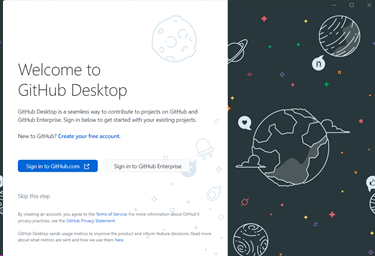 Welcome to
GitHub Desktop
GitHub Desktop is a seamless way to contribute to projects on GitHub and
GitHub Enterprise. Sign in below to get started with your existing projects.
New to GitHub? Create your free account.
Sign in to GitHub.com
Sign in to GitHub Enterprise
Skip this step
By creating an account, you agree to the Terms of Service. For more information about GitHub's
privacy practices, see the GitHub Privacy Statement.
GitHub Desktop sends usage metrics to improve the product and inform feature decisions. Read more
about what metrics are sent and how we use them here.
n